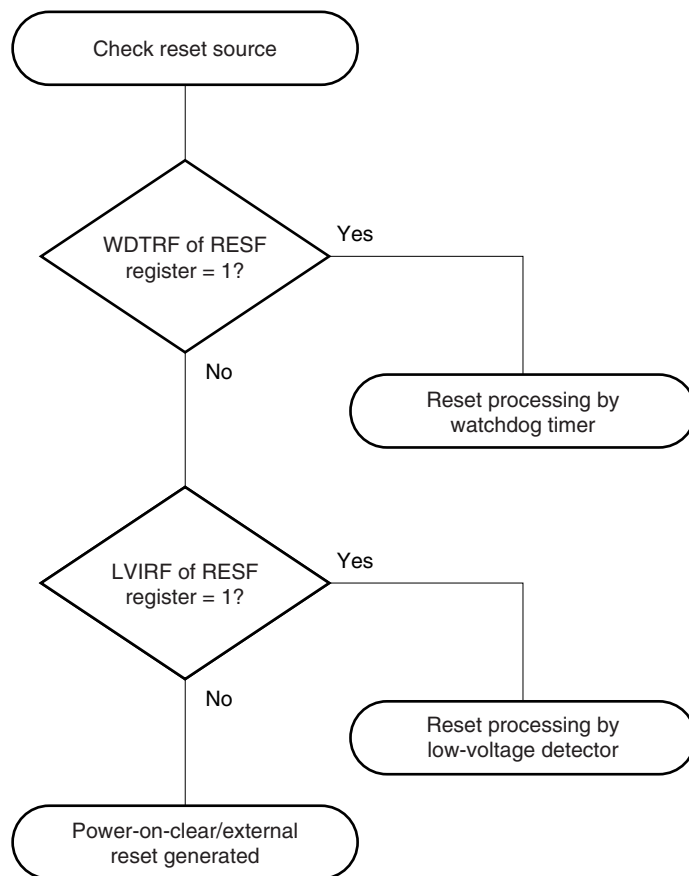 Check reset source
WDTRF of RESF
register = 1?
Yes
No
Reset processing by
watchdog timer
LVIRF of RESF
register = 1?
Yes
No
Reset processing by
low-voltage detector
Power-on-clear/external
reset generated